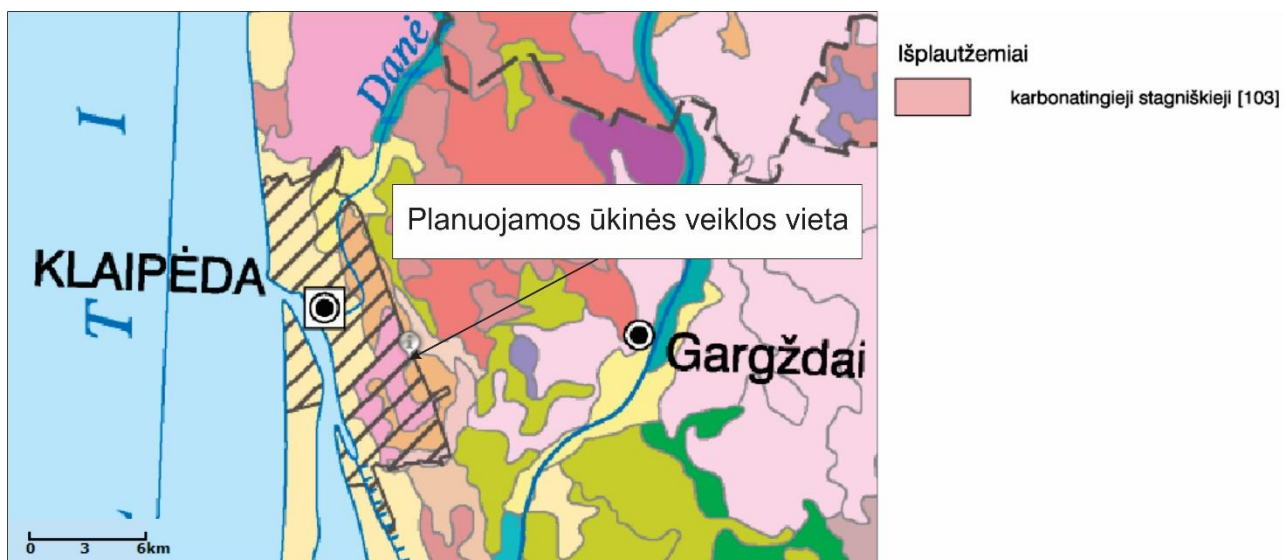 Danė
I
T
KLAIPĖDA
Planuojamos ūkinės veiklos vieta
Gargždai
0 3 6km
Išplautžemiai
karbonatingieji stagniškieji [103]